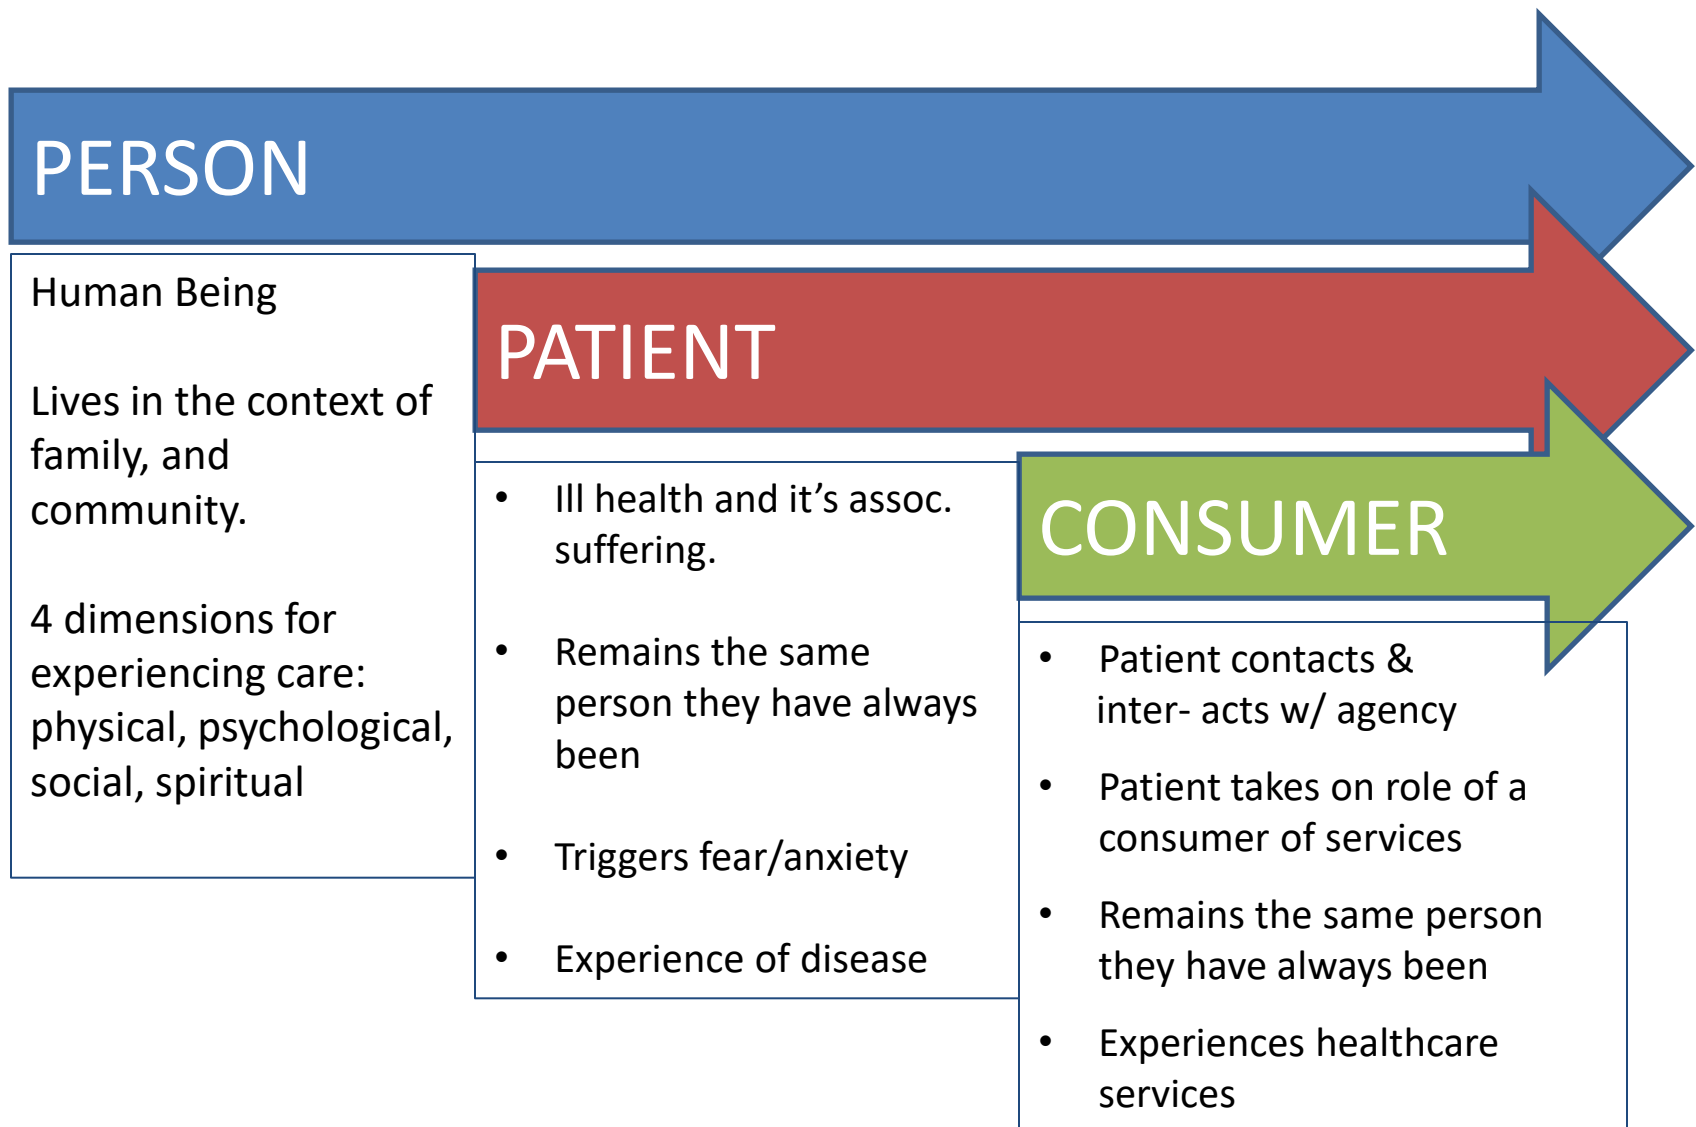 PERSON
Human Being
Lives in the context of
family, and
community.
4 dimensions for
experiencing care:
physical, psychological,
social, spiritual
PATIENT
• Ill health and it’s assoc.
suffering.
• Remains the same
person they have always
been
• Triggers fear/anxiety
• Experience of disease
CONSUMER
• Patient contacts &
inter- acts w/ agency
• Patient takes on role of a
consumer of services
• Remains the same person
they have always been
• Experiences healthcare
services